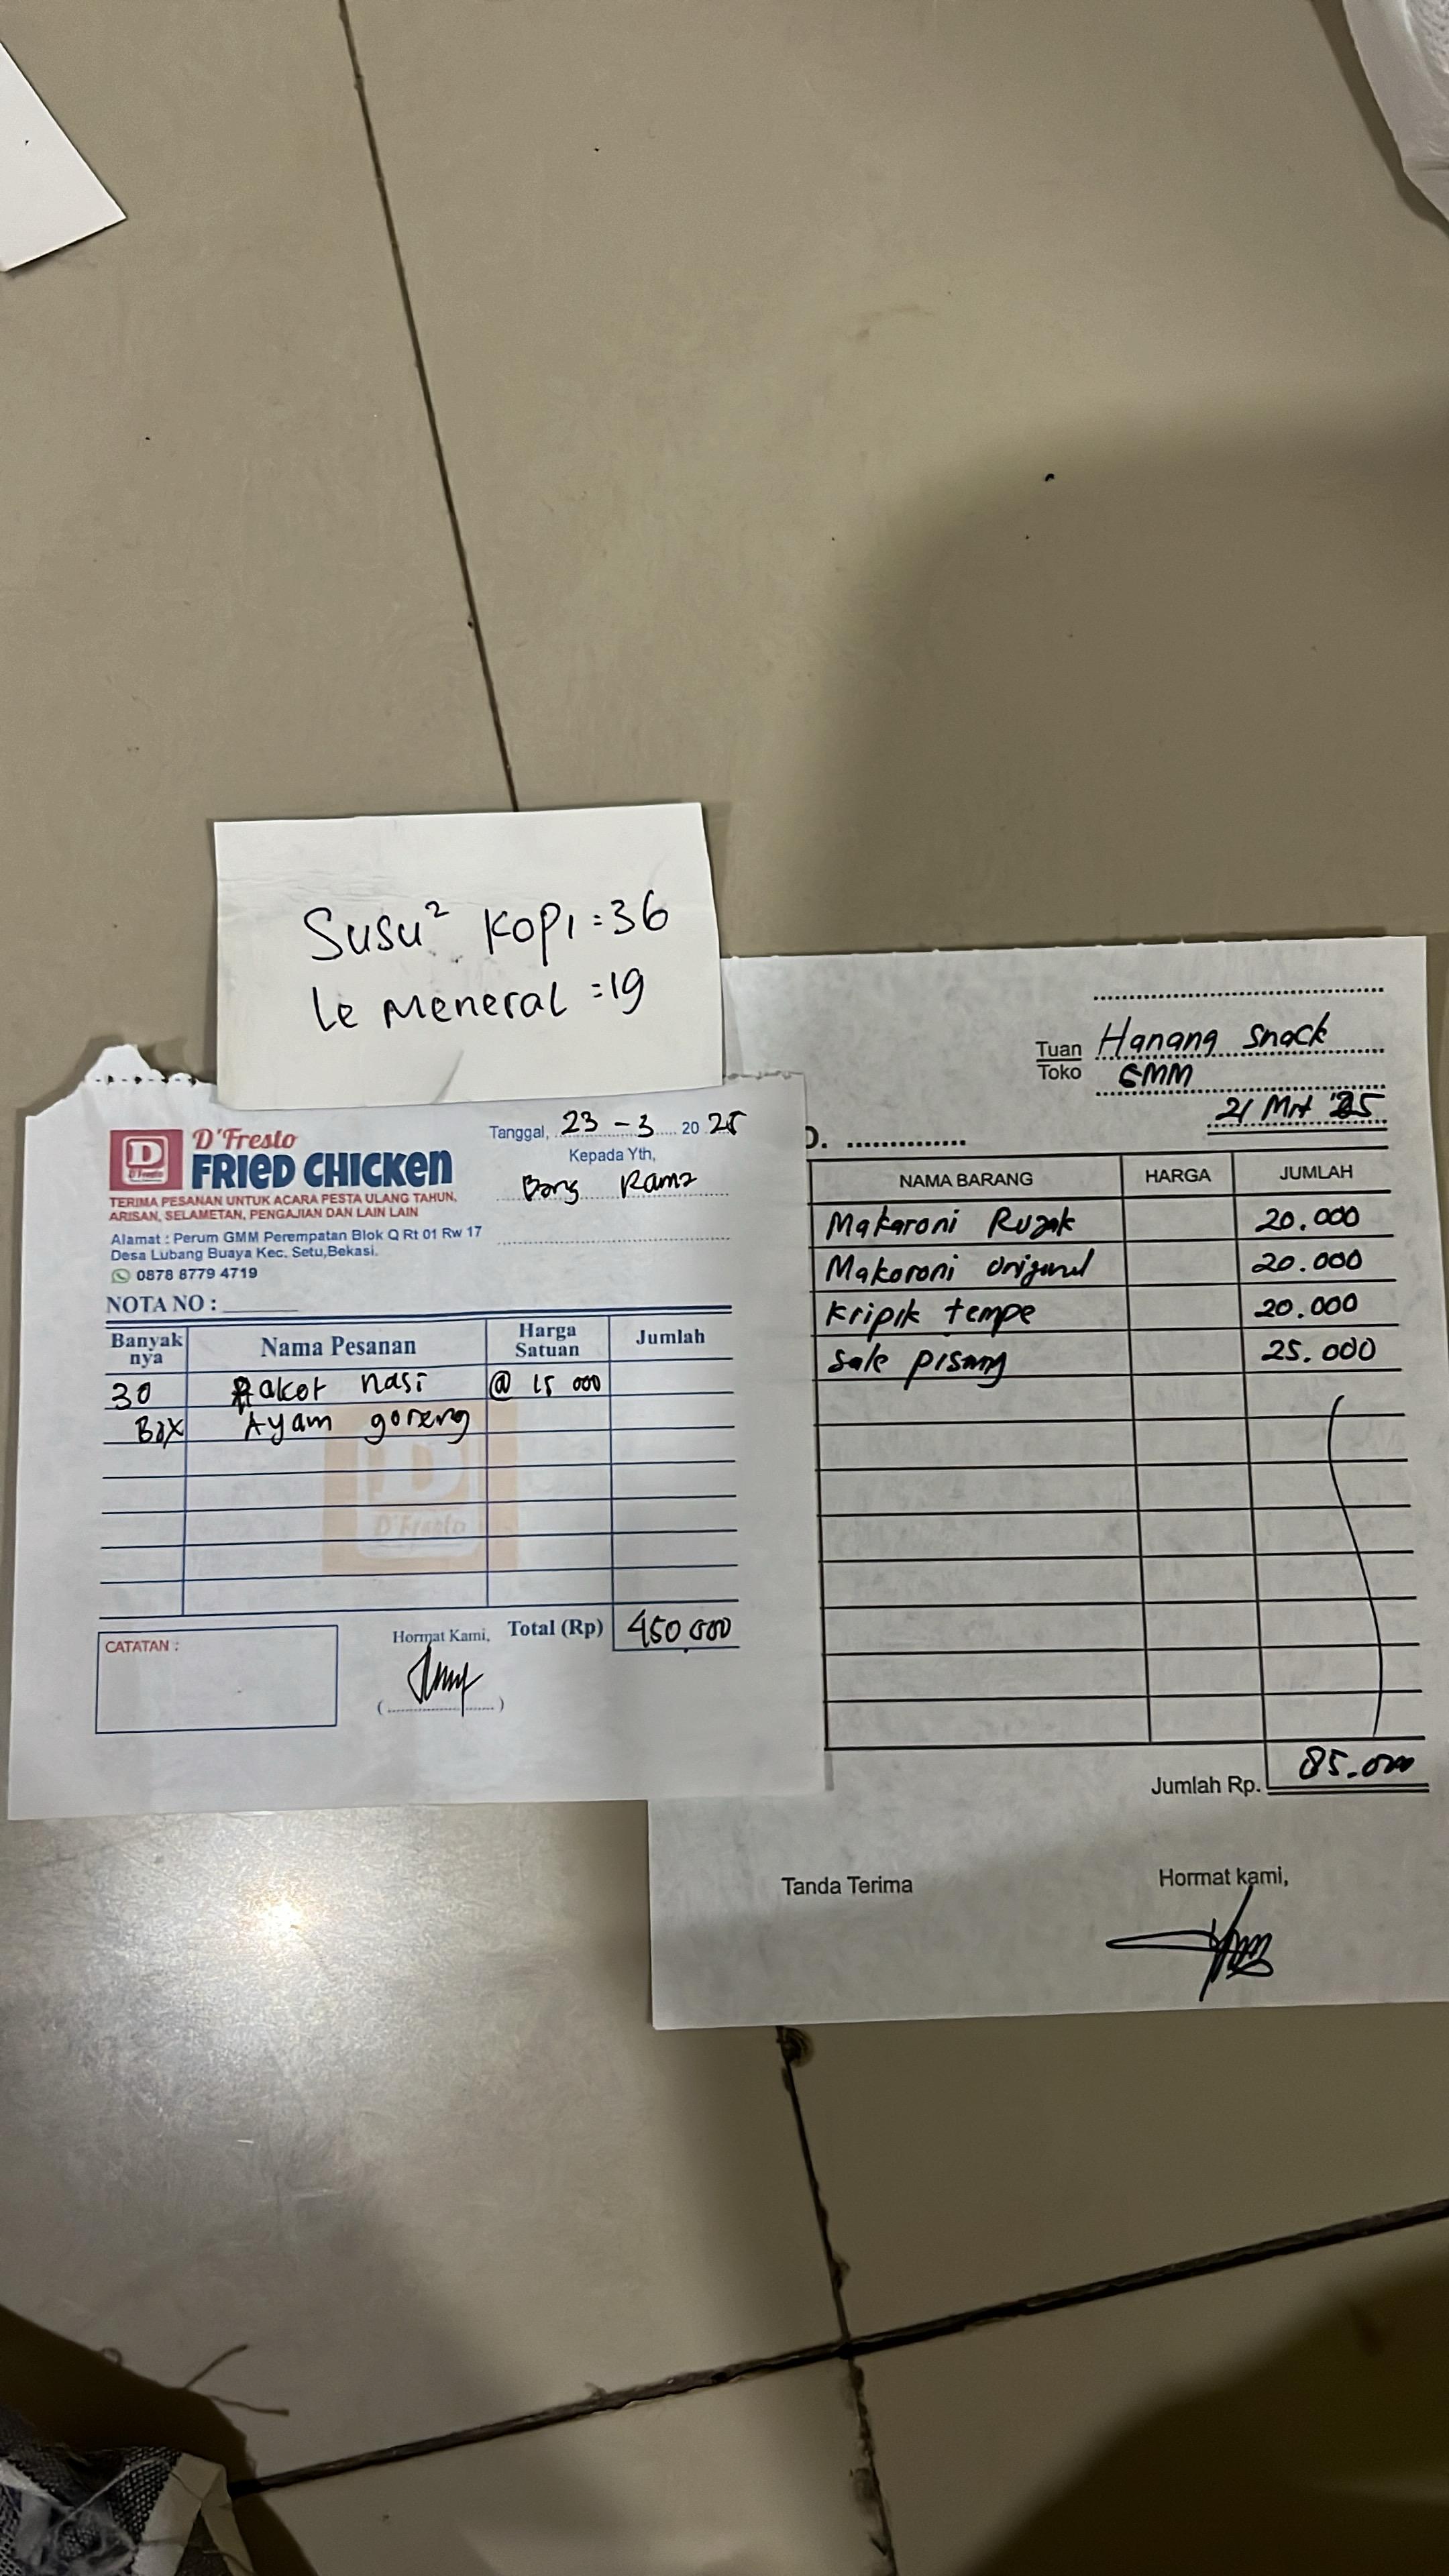 Susu² Kopi = 36
Le Meneral = 19
D'Fresto
FRIED CHICKEN
TERIMA PESANAN UNTUK ACARA PESTA ULANG TAHUN,
ARISAN, SELAMETAN, PENGAJIAN DAN LAIN LAIN
Alamat : Perum GMM Perempatan Blok Q Rt 01 Rw 17
Desa Lubang Buaya Kec. Setu,Bekasi.
0878 8779 4719
NOTA NO :
Tanggal, 23 - 3 20 25
Kepada Yth,
Bang Rama
Banyak nya Nama Pesanan Harga Satuan Jumlah
30 Paket nasi @ 15 000
Box Ayam goreng
D'Fresto
Total (Rp) 450.000
CATATAN :
Hormat Kami,
Tuan Toko Hanang Snack
GMM
21 Mrt '25
NAMA BARANG HARGA JUMLAH
Makaroni Rujak 20.000
Makaroni original 20.000
Kripik tempe 20.000
Sale pisang 25.000
Jumlah Rp. 85.000
Tanda Terima Hormat kami,